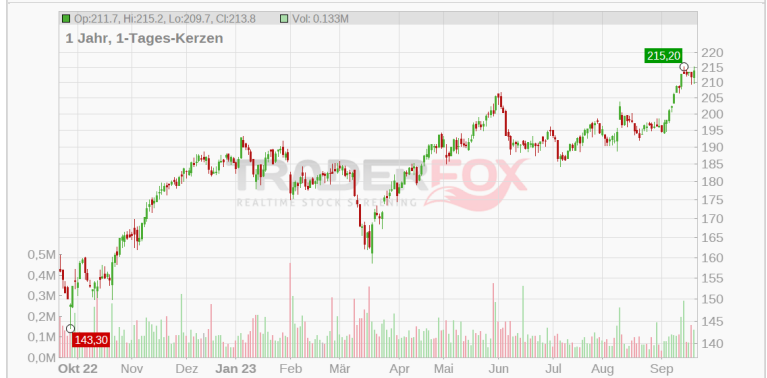 Op:211.7, Hi:215.2, Lo:209.7, Cl:213.8 Vol: 0.133M
1 Jahr, 1-Tages-Kerzen
215,20
220
215
210
205
200
195
190
185
180
175
170
165
160
155
150
145
140
TRADERFOX
REALTIME STOCK SCREENING
0,5M
0,4M
0,3M
0,2M
0,1M
0,0M
143,30
Okt 22 Nov Dez Jan 23 Feb Mär Apr Mai Jun Jul Aug Sep